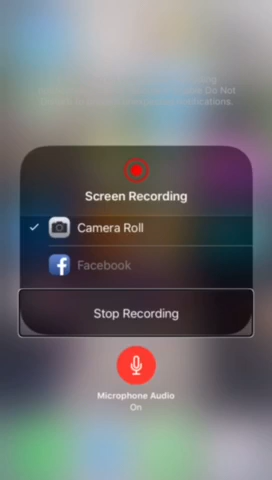 Screen Recording
Camera Roll
Facebook
Stop Recording
Microphone Audio
On